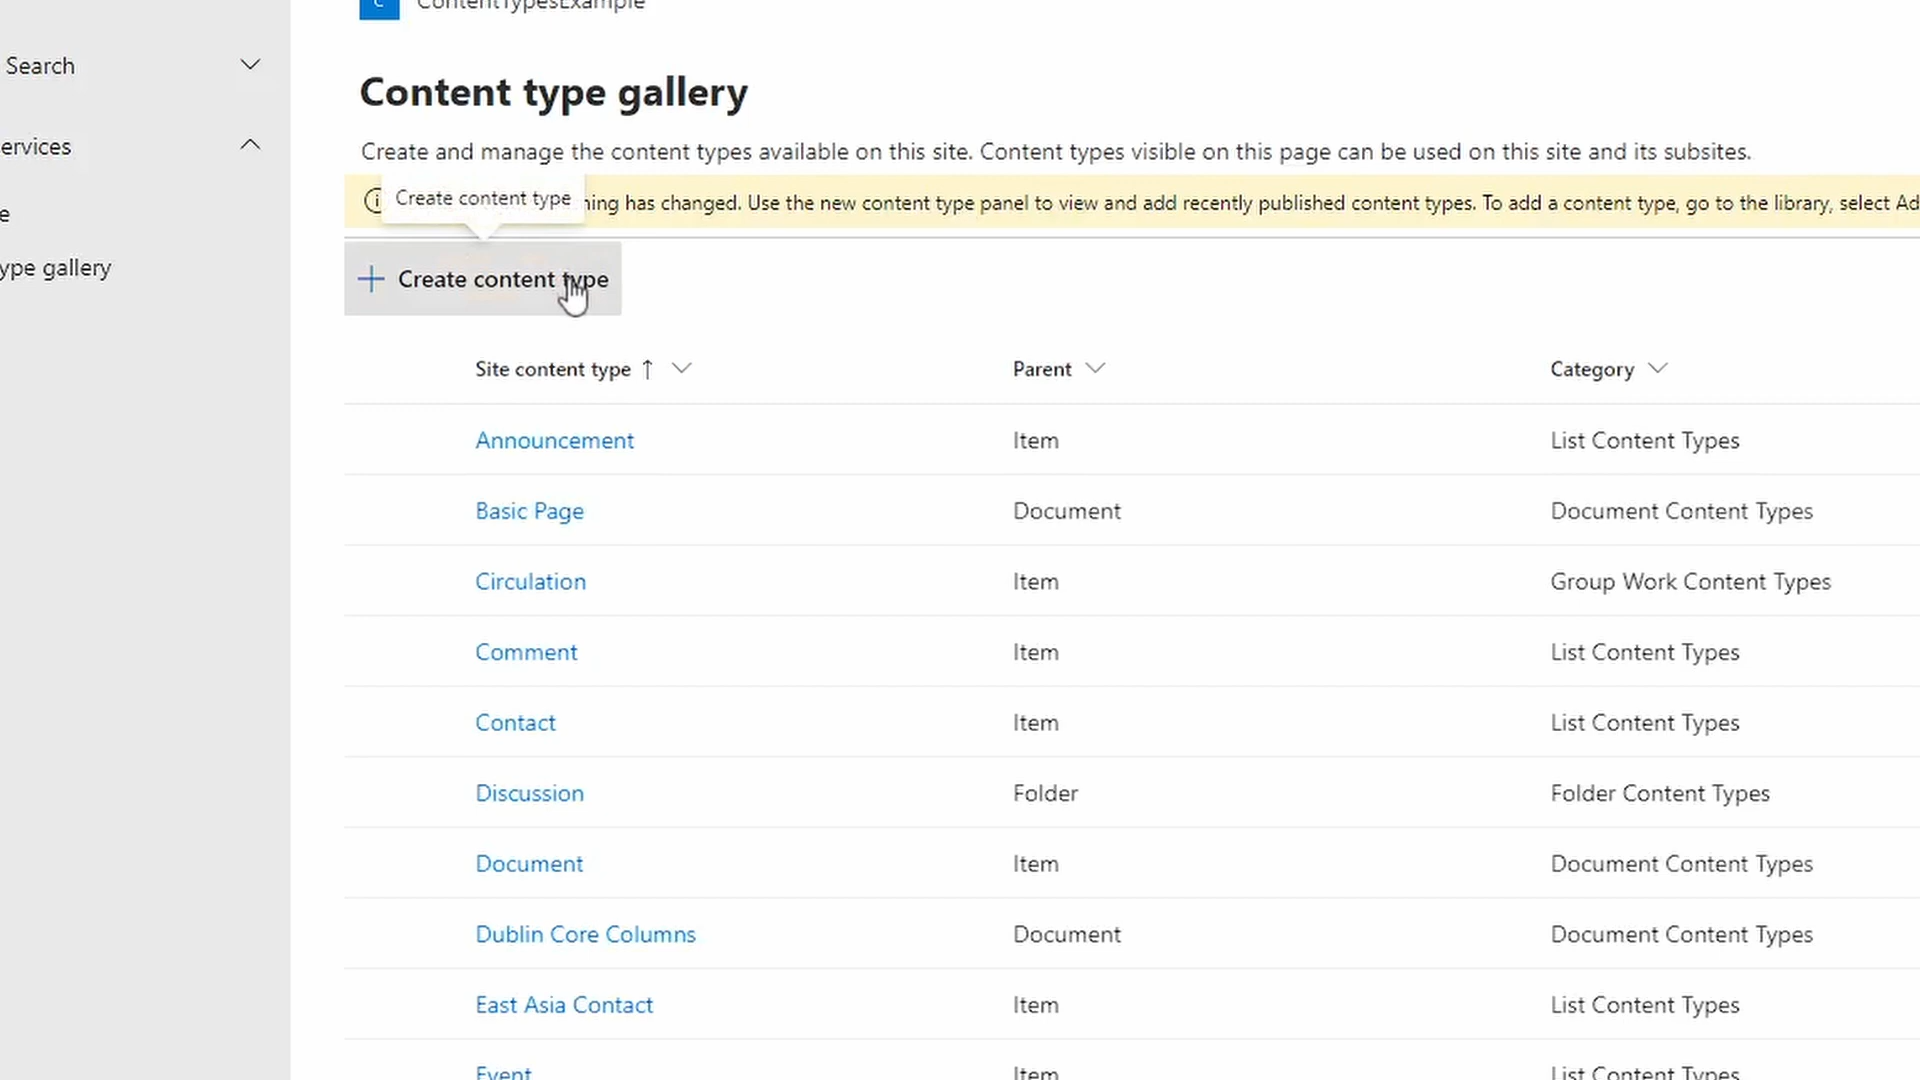 C ContentTypesExample
Search
ervices
e
ype gallery
Content type gallery
Create and manage the content types available on this site. Content types visible on this page can be used on this site and its subsites.
Create content type
hing has changed. Use the new content type panel to view and add recently published content types. To add a content type, go to the library, select Ad
Create content type
Site content type Parent Category
Announcement Item List Content Types
Basic Page Document Document Content Types
Circulation Item Group Work Content Types
Comment Item List Content Types
Contact Item List Content Types
Discussion Folder Folder Content Types
Document Item Document Content Types
Dublin Core Columns Document Document Content Types
East Asia Contact Item List Content Types
Event Item List Content Types